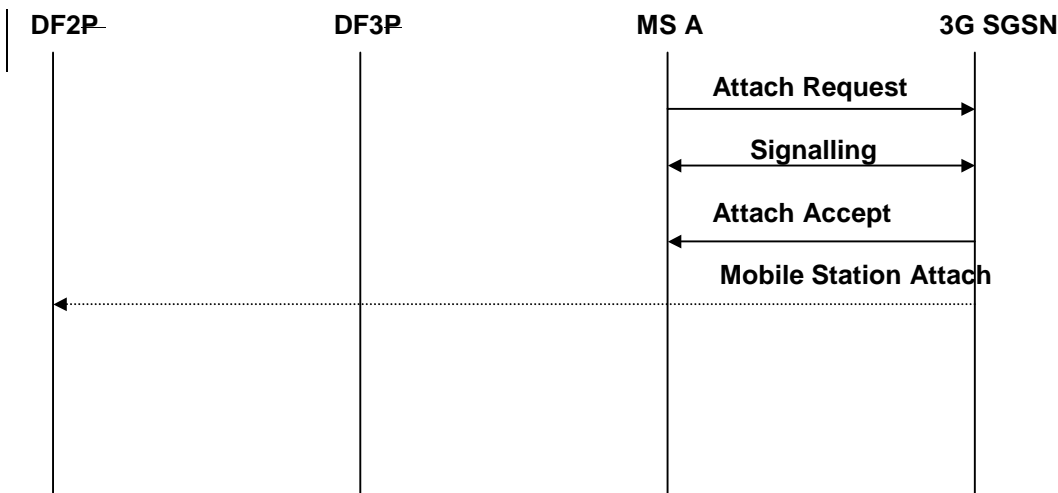 DF2P DF3P MS A 3G SGSN
Attach Request
Signalling
Attach Accept
Mobile Station Attach